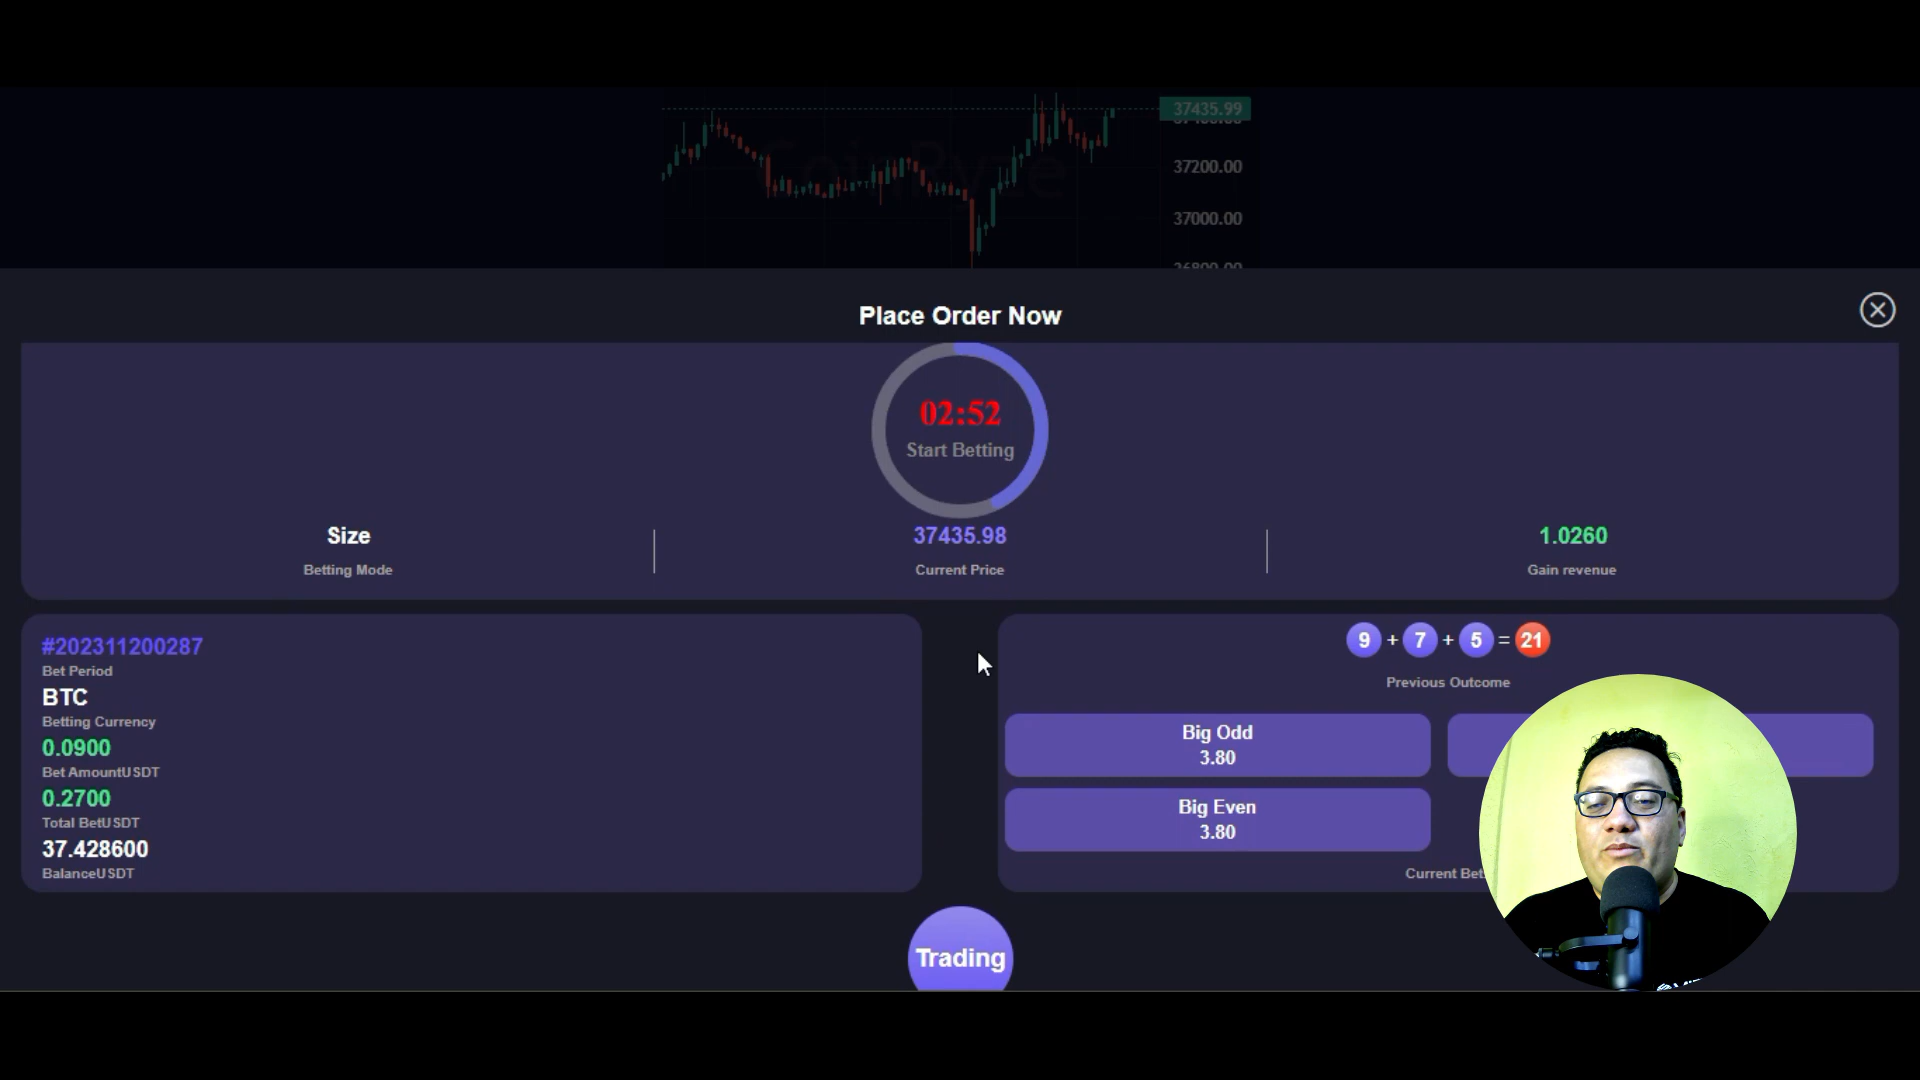 37435.99
37200.00
37000.00
CoinRyze
Place Order Now
02:52
Start Betting
Size
Betting Mode
37435.98
Current Price
1.0260
Gain revenue
#202311200287
Bet Period
BTC
Betting Currency
0.0900
Bet AmountUSDT
0.2700
Total BetUSDT
37.428600
BalanceUSDT
9 + 7 + 5 = 21
Previous Outcome
Big Odd
3.80
Big Even
3.80
Current Bet
Trading